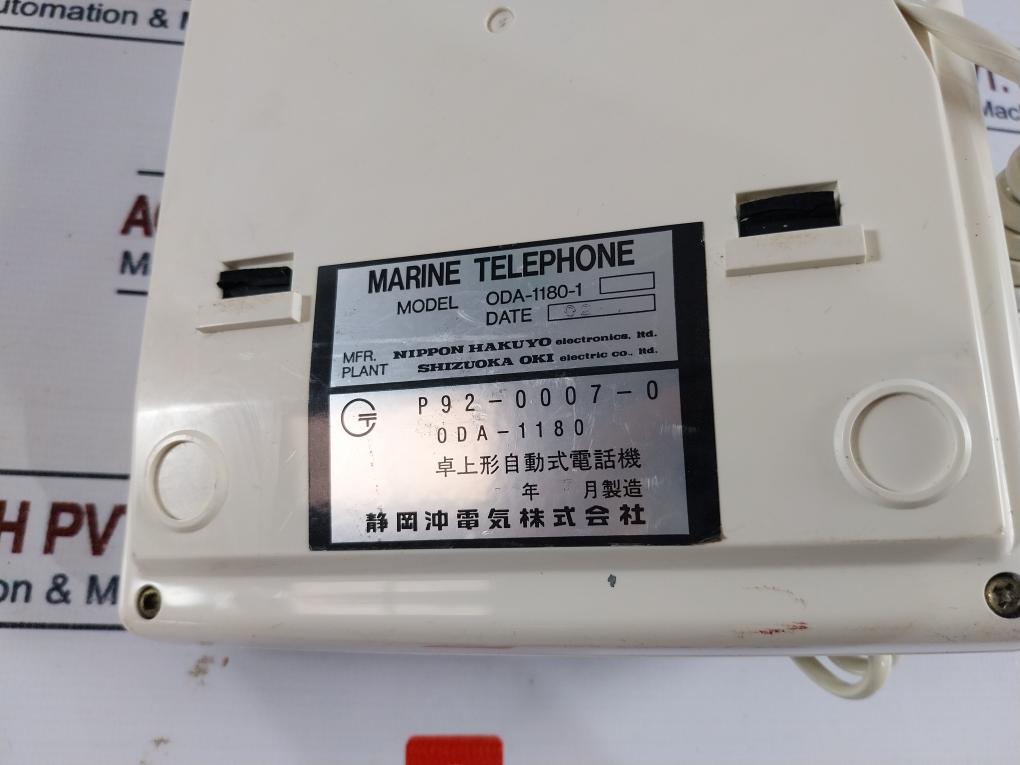 utomation &
MARINE TELEPHONE
MODEL ODA-1180-1
DATE 02
MFR. NIPPON HAKUYO electronics, ltd.
PLANT SHIZUOKA OKI electric co., ltd.
P92-0007-0
ODA-1180
卓上形自動式電話機
年 月製造
静岡沖電気株式会社
H PV
on & M